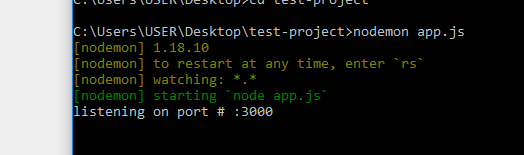 C:\Users\USER\Desktop>cd test-project
C:\Users\USER\Desktop\test-project>nodemon app.js
[nodemon] 1.18.10
[nodemon] to restart at any time, enter `rs`
[nodemon] watching: *.*
[nodemon] starting `node app.js`
listening on port # :3000